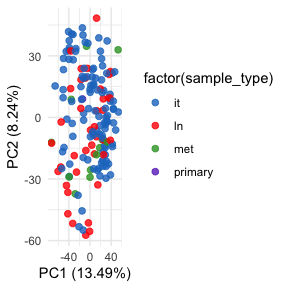 factor(sample_type)
it
ln
met
primary
PC2 (8.24%)
30
0
-30
-60
-40
0
40
PC1 (13.49%)